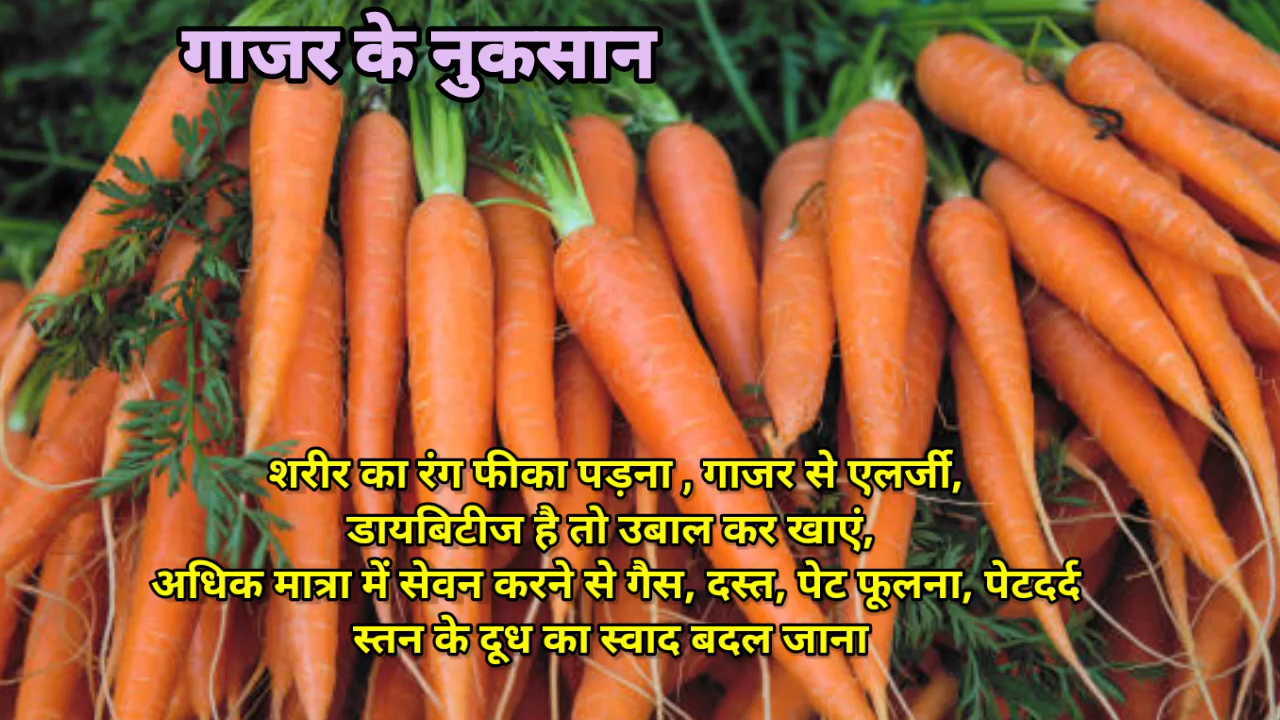 गाजर के नुकसान
शरीर का रंग फीका पड़ना , गाजर से एलर्जी,
डायबिटीज है तो उबाल कर खाएं,
अधिक मात्रा में सेवन करने से गैस, दस्त, पेट फूलना, पेटदर्द
स्तन के दूध का स्वाद बदल जाना